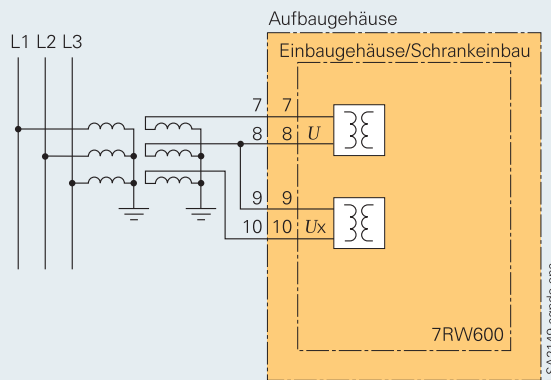 Aufbaugehäuse
L1 L2 L3
Einbaugehäuse/Schrankeinbau
7 7
8 8 U
9 9
10 10 Ux
7RW600